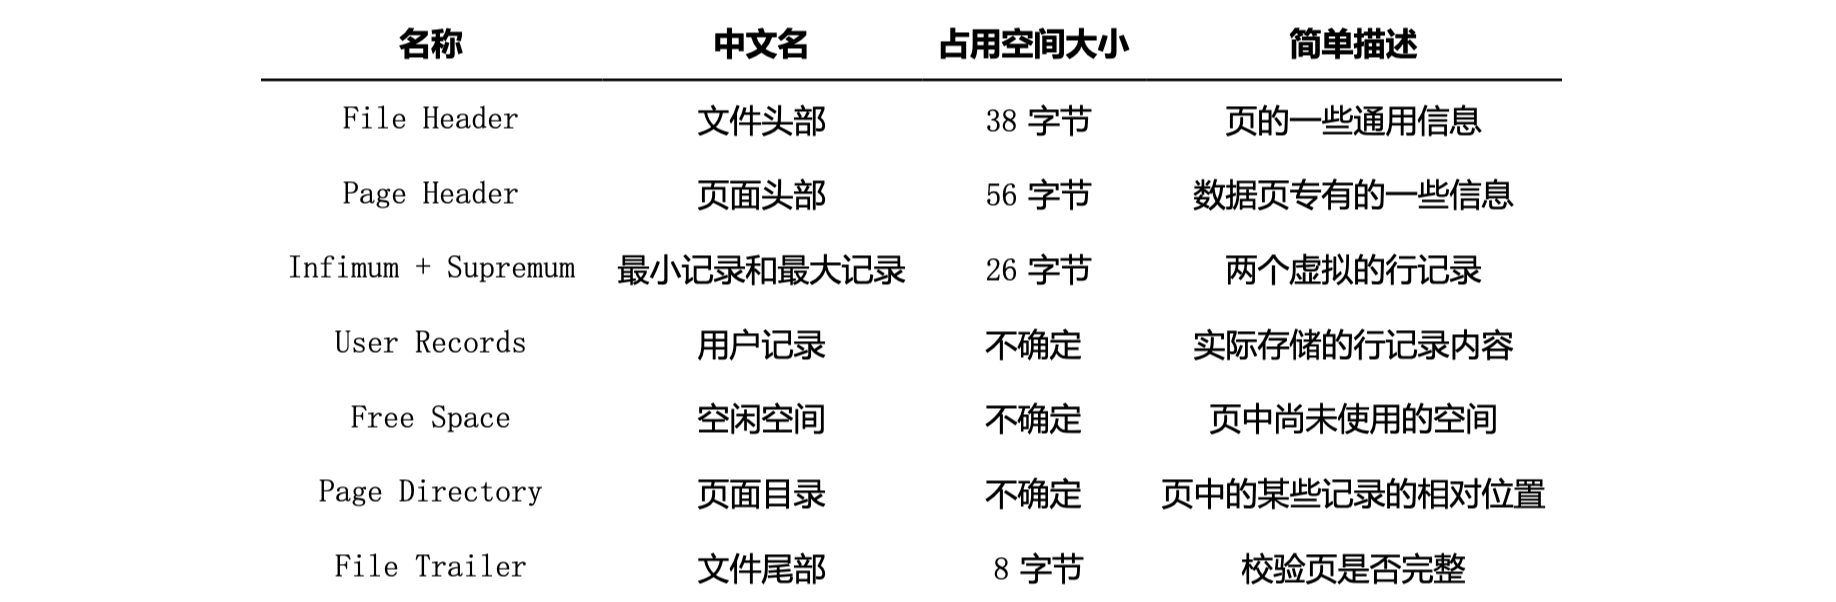 名称 中文名 占用空间大小 简单描述
File Header 文件头部 38 字节 页的一些通用信息
Page Header 页面头部 56 字节 数据页专有的一些信息
Infimum + Supremum 最小记录和最大记录 26 字节 两个虚拟的行记录
User Records 用户记录 不确定 实际存储的行记录内容
Free Space 空闲空间 不确定 页中尚未使用的空间
Page Directory 页面目录 不确定 页中的某些记录的相对位置
File Trailer 文件尾部 8 字节 校验页是否完整